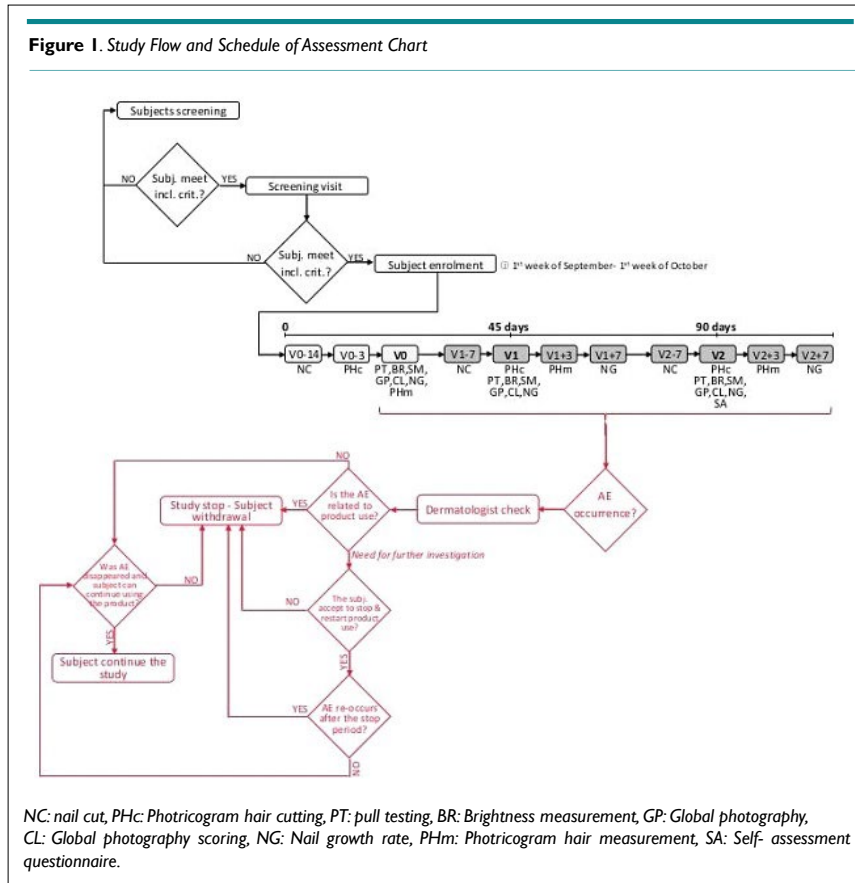 Figure 1. Study Flow and Schedule of Assessment Chart
Subjects screening
Subj. meet
incl. crit.?
NO
YES
Screening visit
Subj. meet
incl. crit.?
NO
YES
Subject enrolment
1st week of September- 1st week of October
0
45 days
90 days
V0-14
V0-3
V0
V1-7
V1
V1+3
V1+7
V2-7
V2
V2+3
V2+7
NC
PHc
PT,BR,SM,
GP,CL,NG,
PHm
NC
PHc
PT,BR,SM,
GP,CL,NG
PHm
NG
NC
PHc
PT,BR,SM,
GP,CL,NG,
SA
PHm
NG
AE
occurrence?
Dermatologist check
Is the AE
related to
product use?
NO
YES
Study stop - Subject
withdrawal
Need for further investigation
Was AE
disappeared and
subject can
continue using
the product?
NO
YES
Subject continue the
study
The subj.
accept to stop &
restart product
use?
NO
YES
AE re-occurs
after the stop
period?
YES
NO
NC: nail cut, PHc: Photricogram hair cutting, PT: pull testing, BR: Brightness measurement, GP: Global photography,
CL: Global photography scoring, NG: Nail growth rate, PHm: Photricogram hair measurement, SA: Self- assessment
questionnaire.